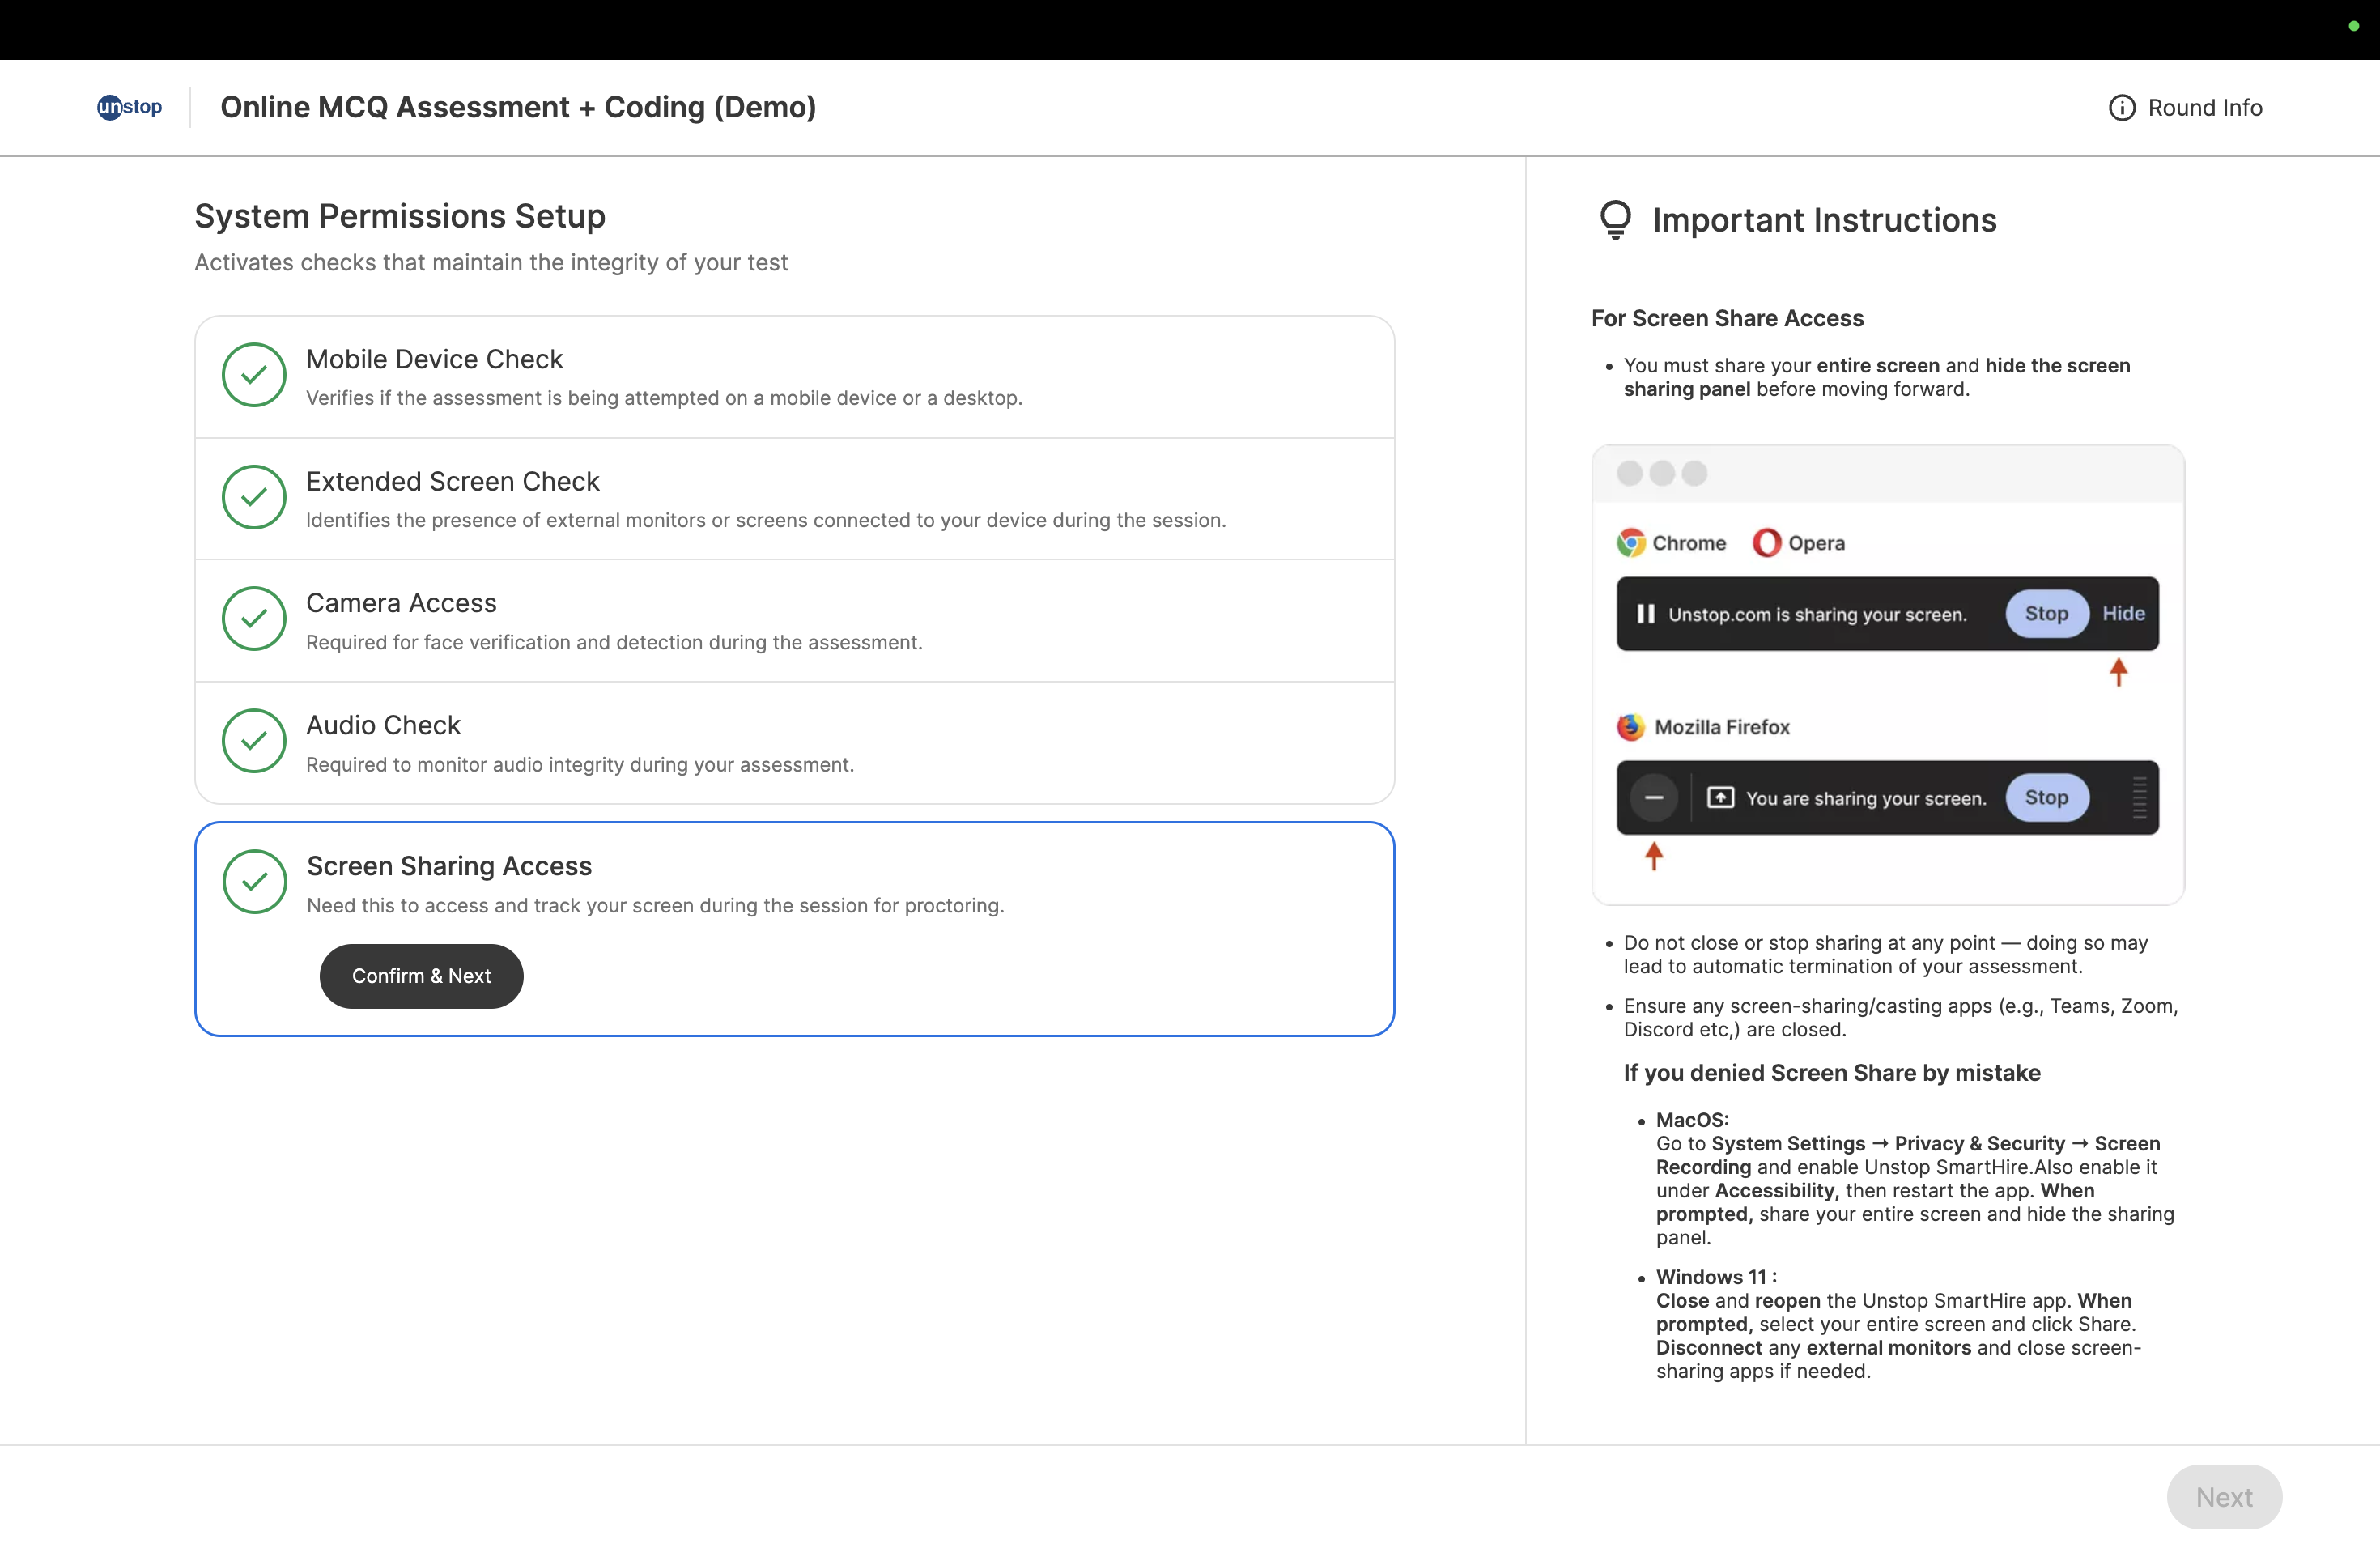 unstop
Online MCQ Assessment + Coding (Demo)
Round Info
System Permissions Setup
Activates checks that maintain the integrity of your test
Mobile Device Check
Verifies if the assessment is being attempted on a mobile device or a desktop.
Extended Screen Check
Identifies the presence of external monitors or screens connected to your device during the session.
Camera Access
Required for face verification and detection during the assessment.
Audio Check
Required to monitor audio integrity during your assessment.
Screen Sharing Access
Need this to access and track your screen during the session for proctoring.
Confirm & Next
Important Instructions
For Screen Share Access
• You must share your entire screen and hide the screen
sharing panel before moving forward.
Chrome Opera
Unstop.com is sharing your screen. Stop Hide
Mozilla Firefox
You are sharing your screen. Stop
• Do not close or stop sharing at any point — doing so may
lead to automatic termination of your assessment.
• Ensure any screen-sharing/casting apps (e.g., Teams, Zoom,
Discord etc,) are closed.
If you denied Screen Share by mistake
• MacOS:
Go to System Settings → Privacy & Security → Screen
Recording and enable Unstop SmartHire.Also enable it
under Accessibility, then restart the app. When
prompted, share your entire screen and hide the sharing
panel.
• Windows 11 :
Close and reopen the Unstop SmartHire app. When
prompted, select your entire screen and click Share.
Disconnect any external monitors and close screen-
sharing apps if needed.
Next